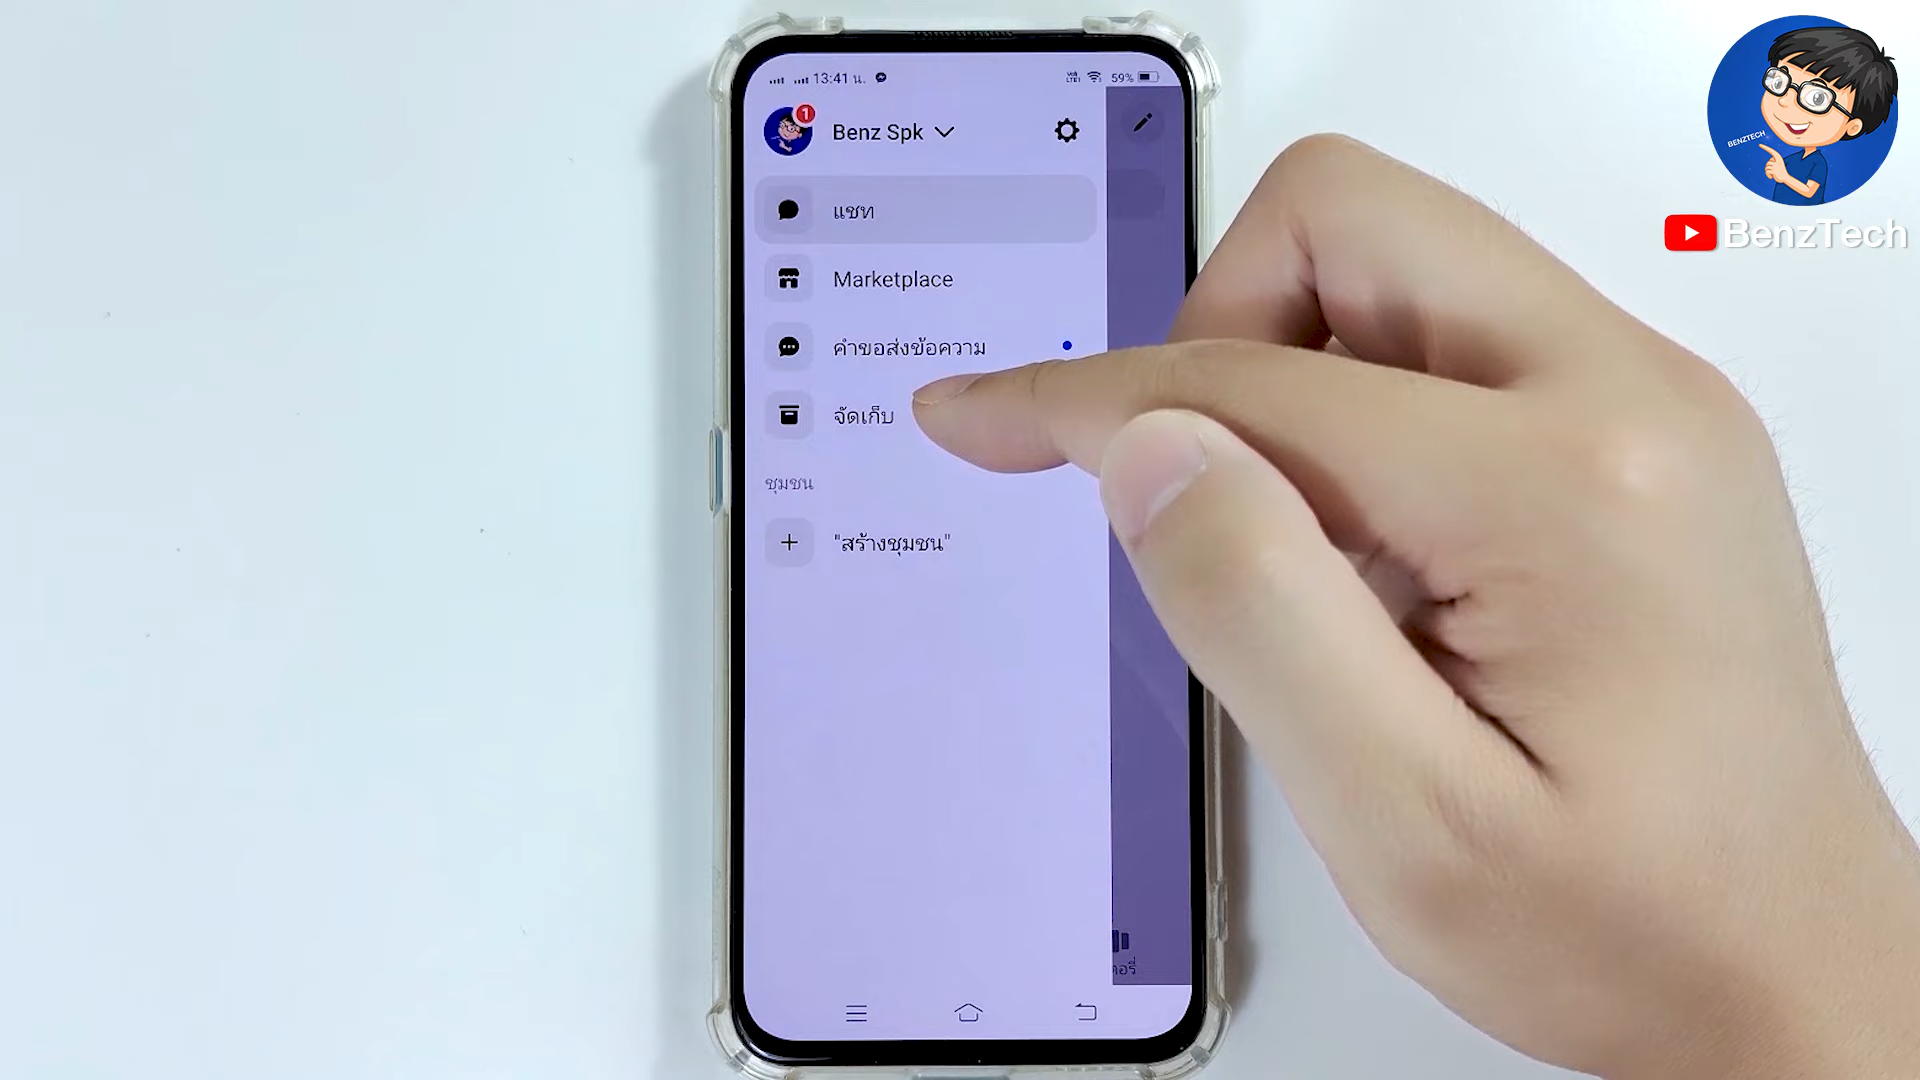 13:41 น.
59%
1
Benz Spk
แชท
Marketplace
คำขอส่งข้อความ
จัดเก็บ
ชุมชน
"สร้างชุมชน"
BENZTECH
BenzTech